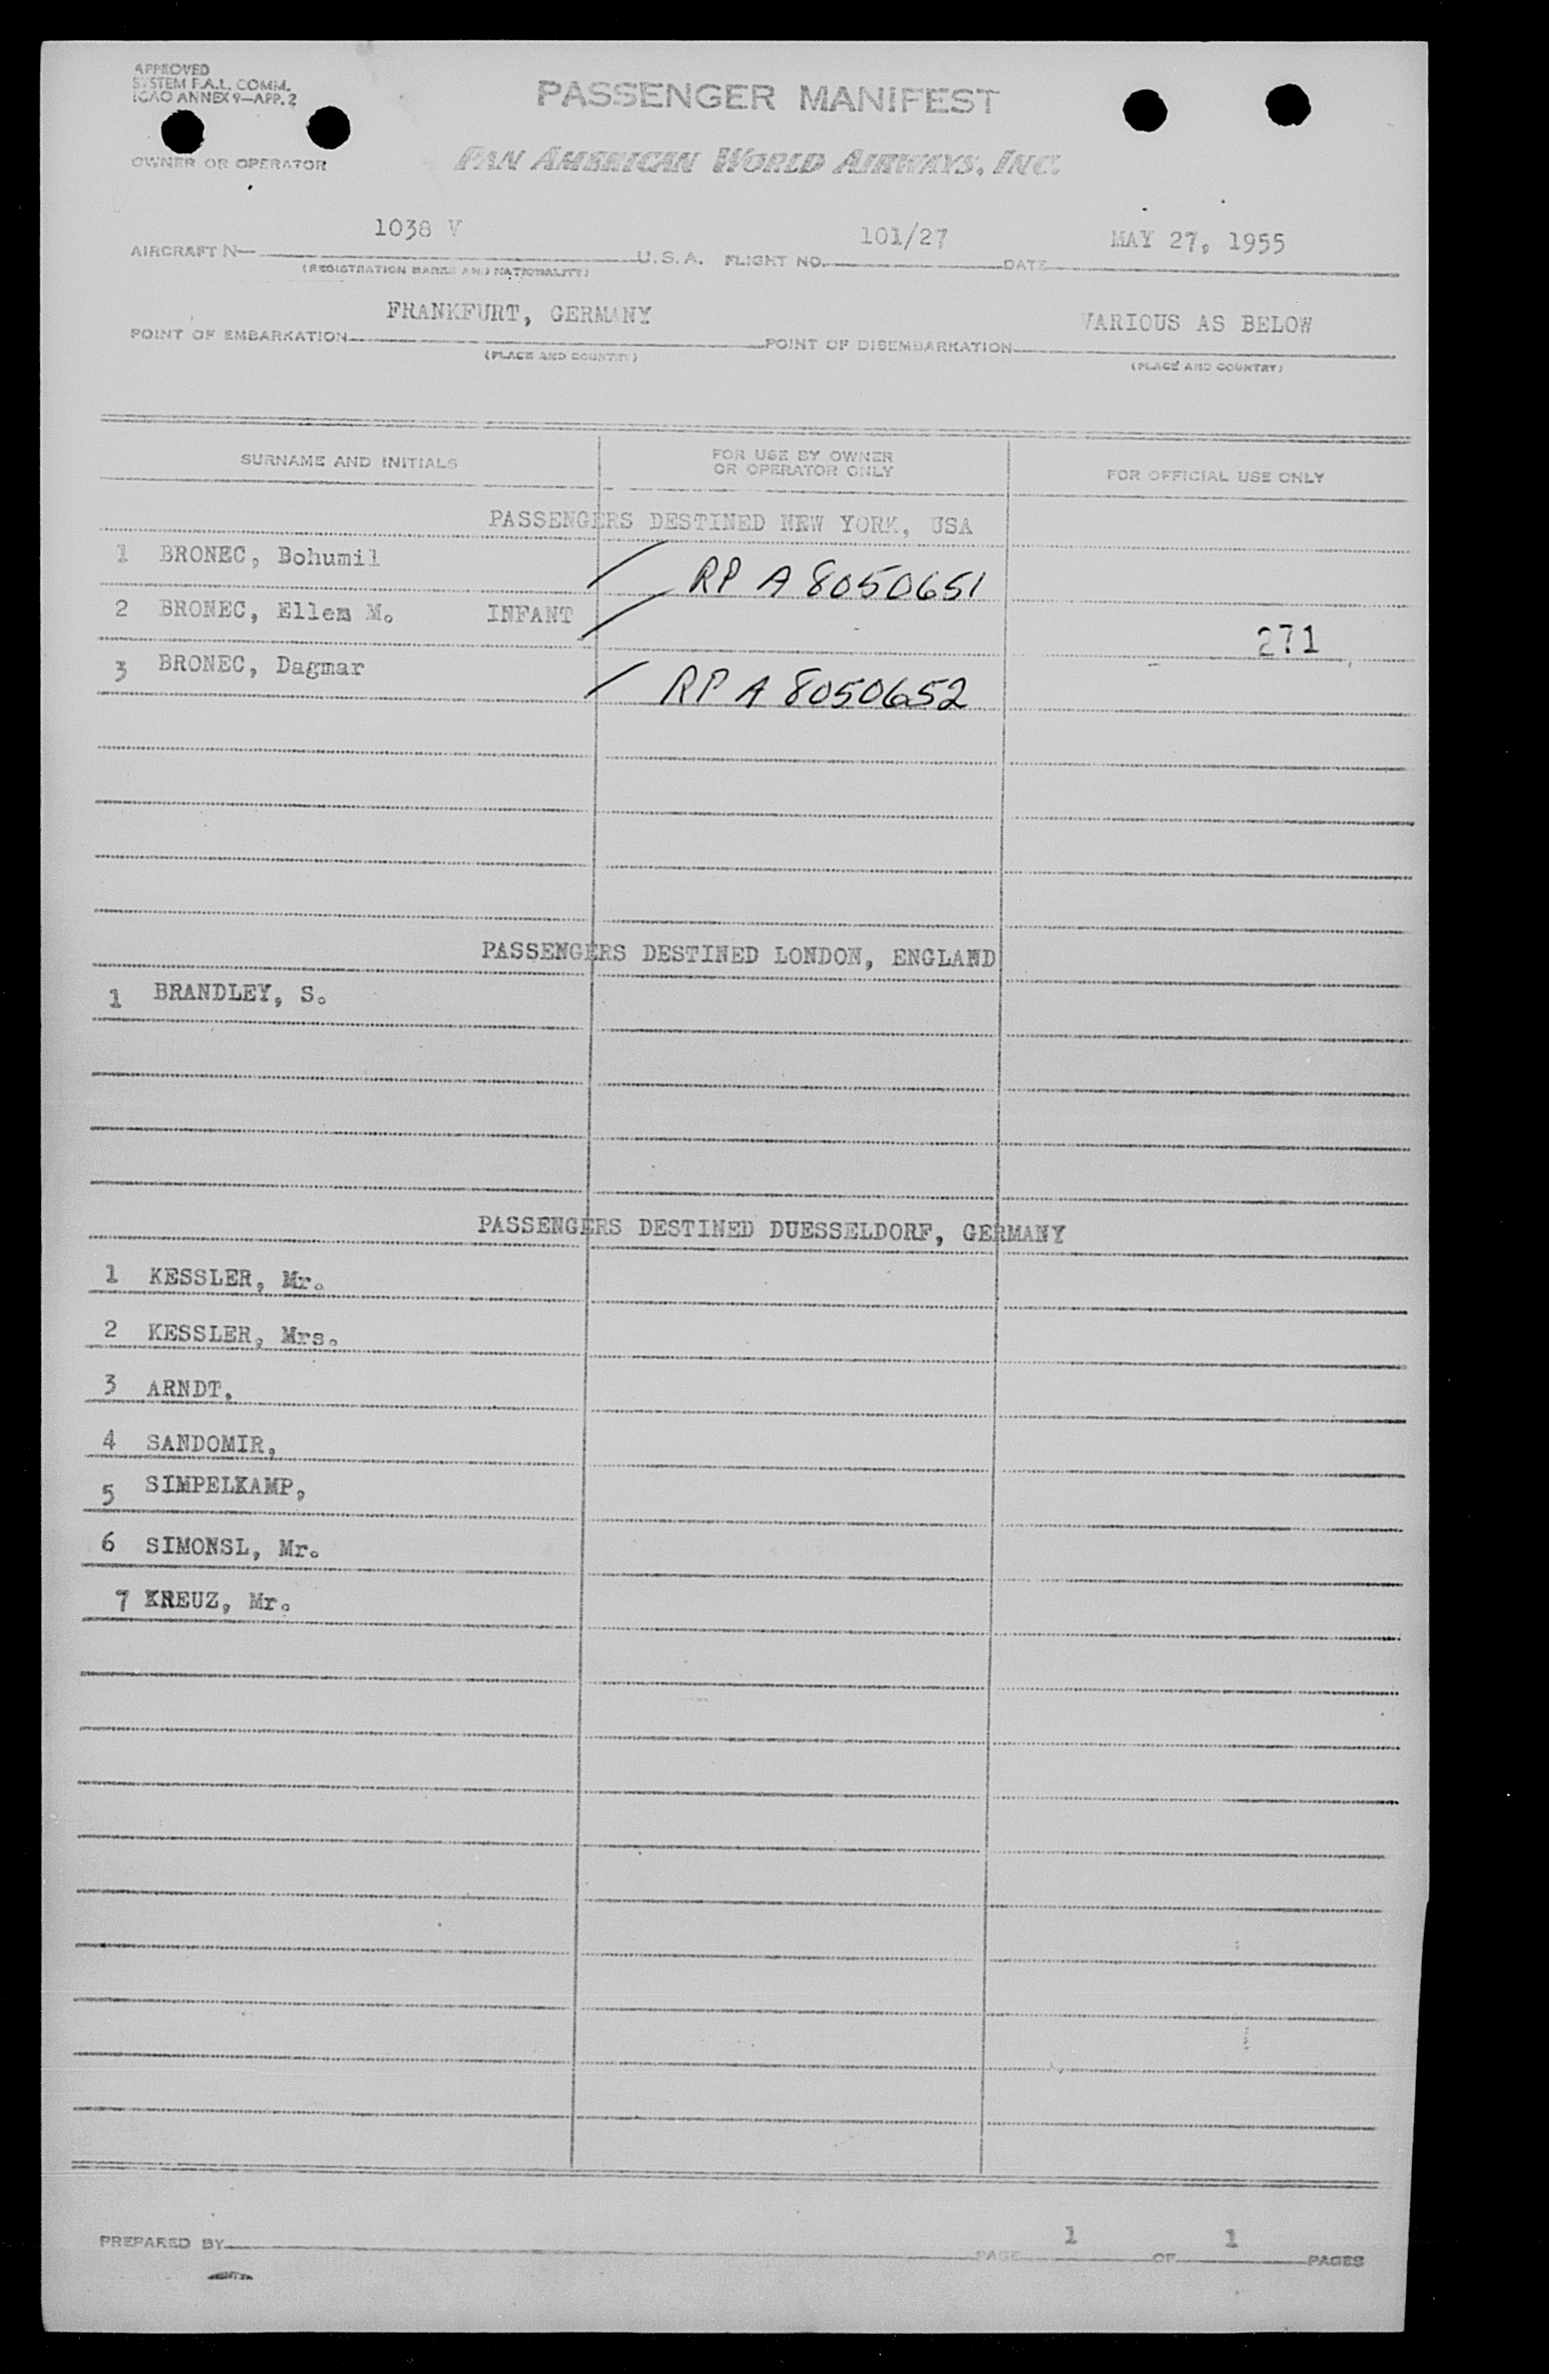 APPROVED
SYSTEM F.A.L. COMM.
ICAO ANNEX 9—APP. 2
PASSENGER MANIFEST
OWNER OR OPERATOR
PAN AMERICAN WORLD AIRWAYS, INC.
AIRCRAFT N— 1038 V U.S.A. FLIGHT NO. 101/27 DATE MAY 27, 1955
(REGISTRATION MARKS AND NATIONALITY)
POINT OF EMBARKATION FRANKFURT, GERMANY POINT OF DISEMBARKATION VARIOUS AS BELOW
(PLACE AND COUNTRY) (PLACE AND COUNTRY)
SURNAME AND INITIALS FOR USE BY OWNER OR OPERATOR ONLY FOR OFFICIAL USE ONLY
PASSENGERS DESTINED NEW YORK, USA
1 BRONEC, Bohumil RP A 8050651
2 BRONEC, Ellen M. INFANT 271
3 BRONEC, Dagmar RP A 8050652
PASSENGERS DESTINED LONDON, ENGLAND
1 BRANDLEY, S.
PASSENGERS DESTINED DUESSELDORF, GERMANY
1 KESSLER, Mr.
2 KESSLER, Mrs.
3 ARNDT,
4 SANDOMIR,
5 SIMPELKAMP,
6 SIMONSL, Mr.
7 KREUZ, Mr.
PREPARED BY PAGE 1 OF 1 PAGES